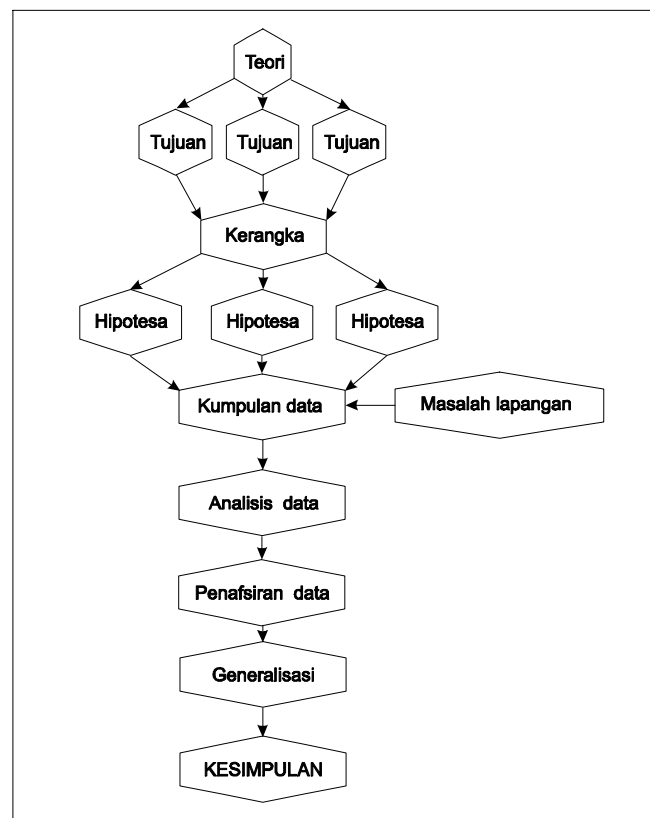 Teori
Tujuan Tujuan Tujuan
Kerangka
Hipotesa Hipotesa Hipotesa
Kumpulan data Masalah lapangan
Analisis data
Penafsiran data
Generalisasi
KESIMPULAN